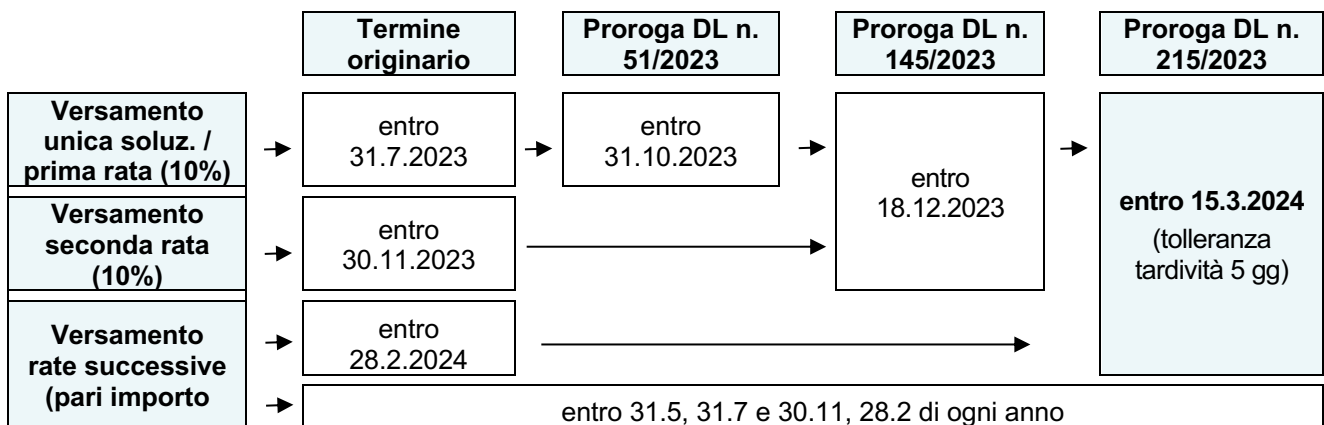 Termine
originario
Proroga DL n.
51/2023
Proroga DL n.
145/2023
Proroga DL n.
215/2023
Versamento
unica soluz. /
prima rata (10%)
entro
31.7.2023
entro
31.10.2023
entro
18.12.2023
entro 15.3.2024
(tolleranza
tardività 5 gg)
Versamento
seconda rata
(10%)
entro
30.11.2023
Versamento
rate successive
(pari importo
entro
28.2.2024
entro 31.5, 31.7 e 30.11, 28.2 di ogni anno